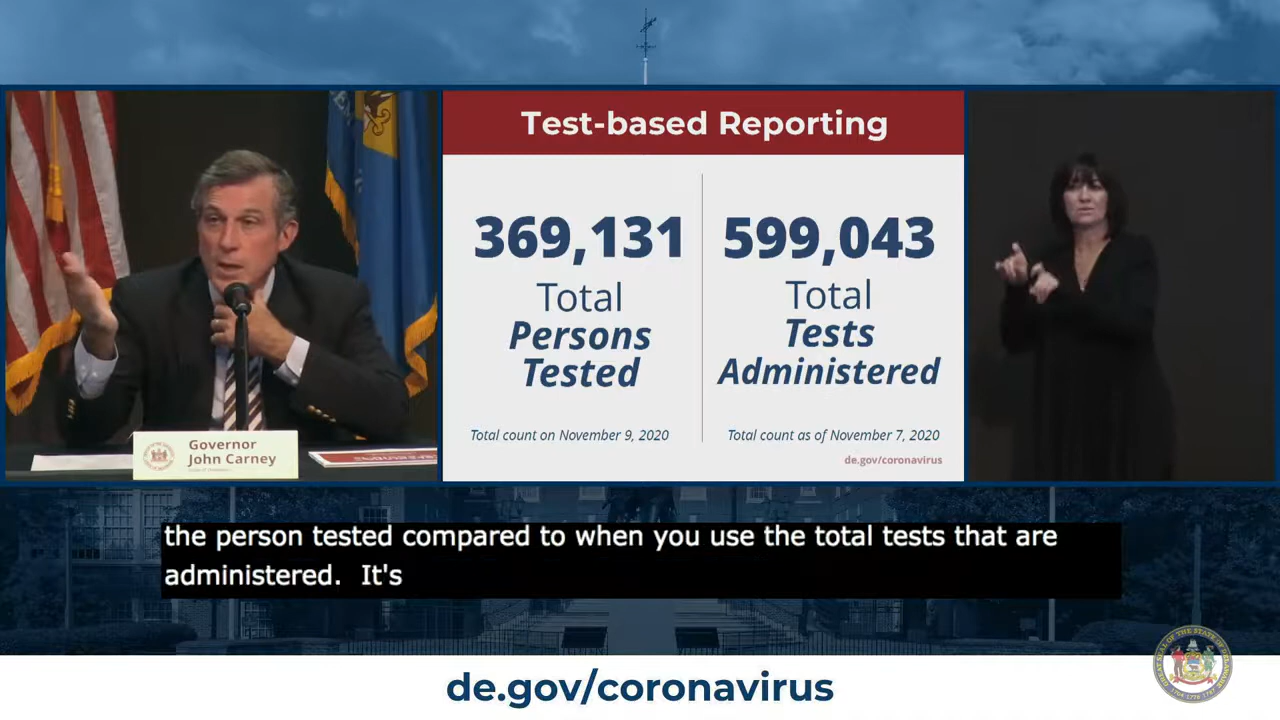 Test-based Reporting
369,131
Total
Persons
Tested
Total count on November 9, 2020
599,043
Total
Tests
Administered
Total count as of November 7, 2020
de.gov/coronavirus
Governor
John Carney
the person tested compared to when you use the total tests that are
administered.  It's
de.gov/coronavirus